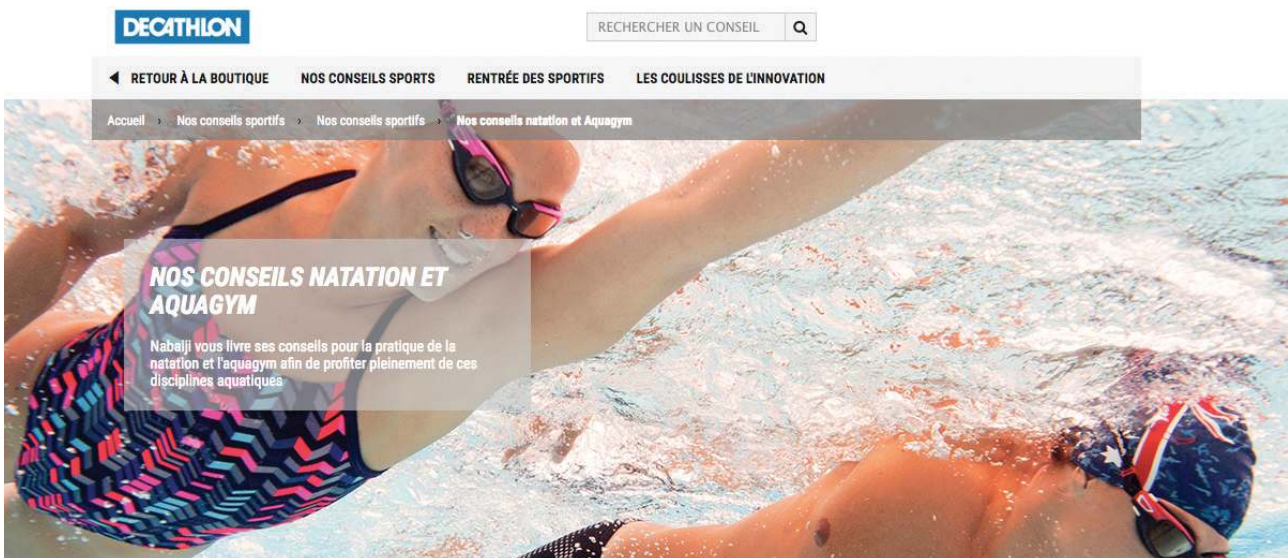 DECATHLON
RECHERCHER UN CONSEIL
RETOUR À LA BOUTIQUE NOS CONSEILS SPORTS RENTRÉE DES SPORTIFS LES COULISSES DE L'INNOVATION
Accueil › Nos conseils sportifs › Nos conseils sportifs › Nos conseils natation et Aquagym
NOS CONSEILS NATATION ET
AQUAGYM
Nabaiji vous livre ses conseils pour la pratique de la
natation et l'aquagym afin de profiter pleinement de ces
disciplines aquatiques